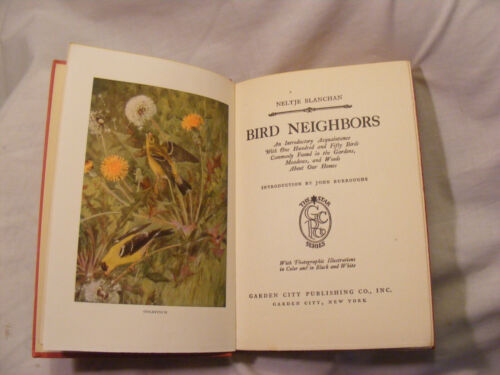 GOLDFINCH
NELTJE BLANCHAN
BIRD NEIGHBORS
An Introductory Acquaintance
With One Hundred and Fifty Birds
Commonly Found in the Gardens,
Meadows, and Woods
About Our Homes
INTRODUCTION BY JOHN BURROUGHS
THE STAR
SERIES
With Photographic Illustrations
in Color and in Black and White
GARDEN CITY PUBLISHING CO., INC.
GARDEN CITY, NEW YORK